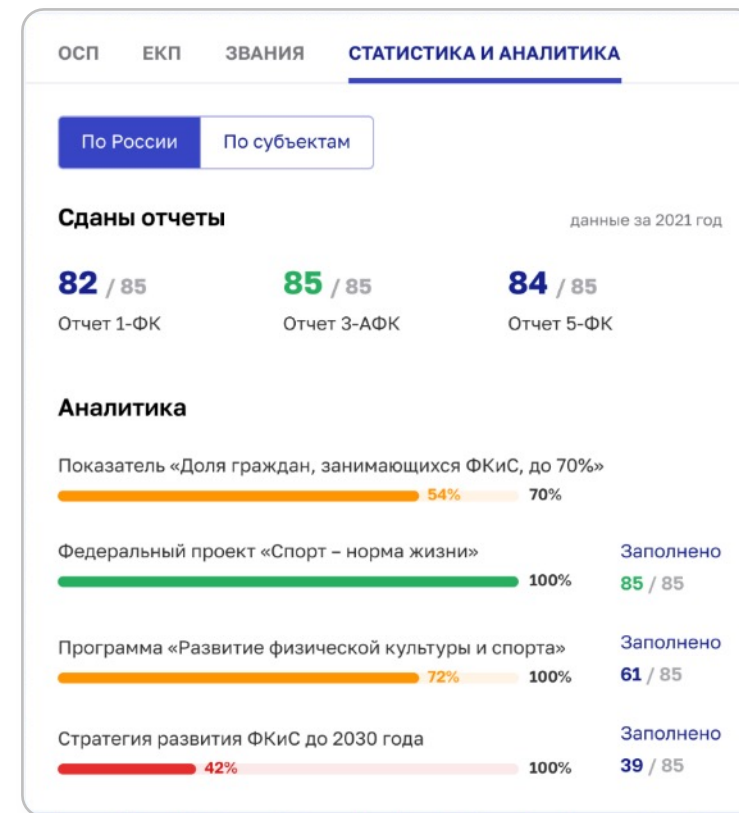 ОСП ЕКП ЗВАНИЯ СТАТИСТИКА И АНАЛИТИКА
По России По субъектам
Сданы отчеты данные за 2021 год
82 / 85 85 / 85 84 / 85
Отчет 1-ФК Отчет 3-АФК Отчет 5-ФК
Аналитика
Показатель «Доля граждан, занимающихся ФКиС, до 70%»
54% 70%
Федеральный проект «Спорт – норма жизни» Заполнено
100% 85 / 85
Программа «Развитие физической культуры и спорта» Заполнено
72% 100% 61 / 85
Стратегия развития ФКиС до 2030 года Заполнено
42% 100% 39 / 85